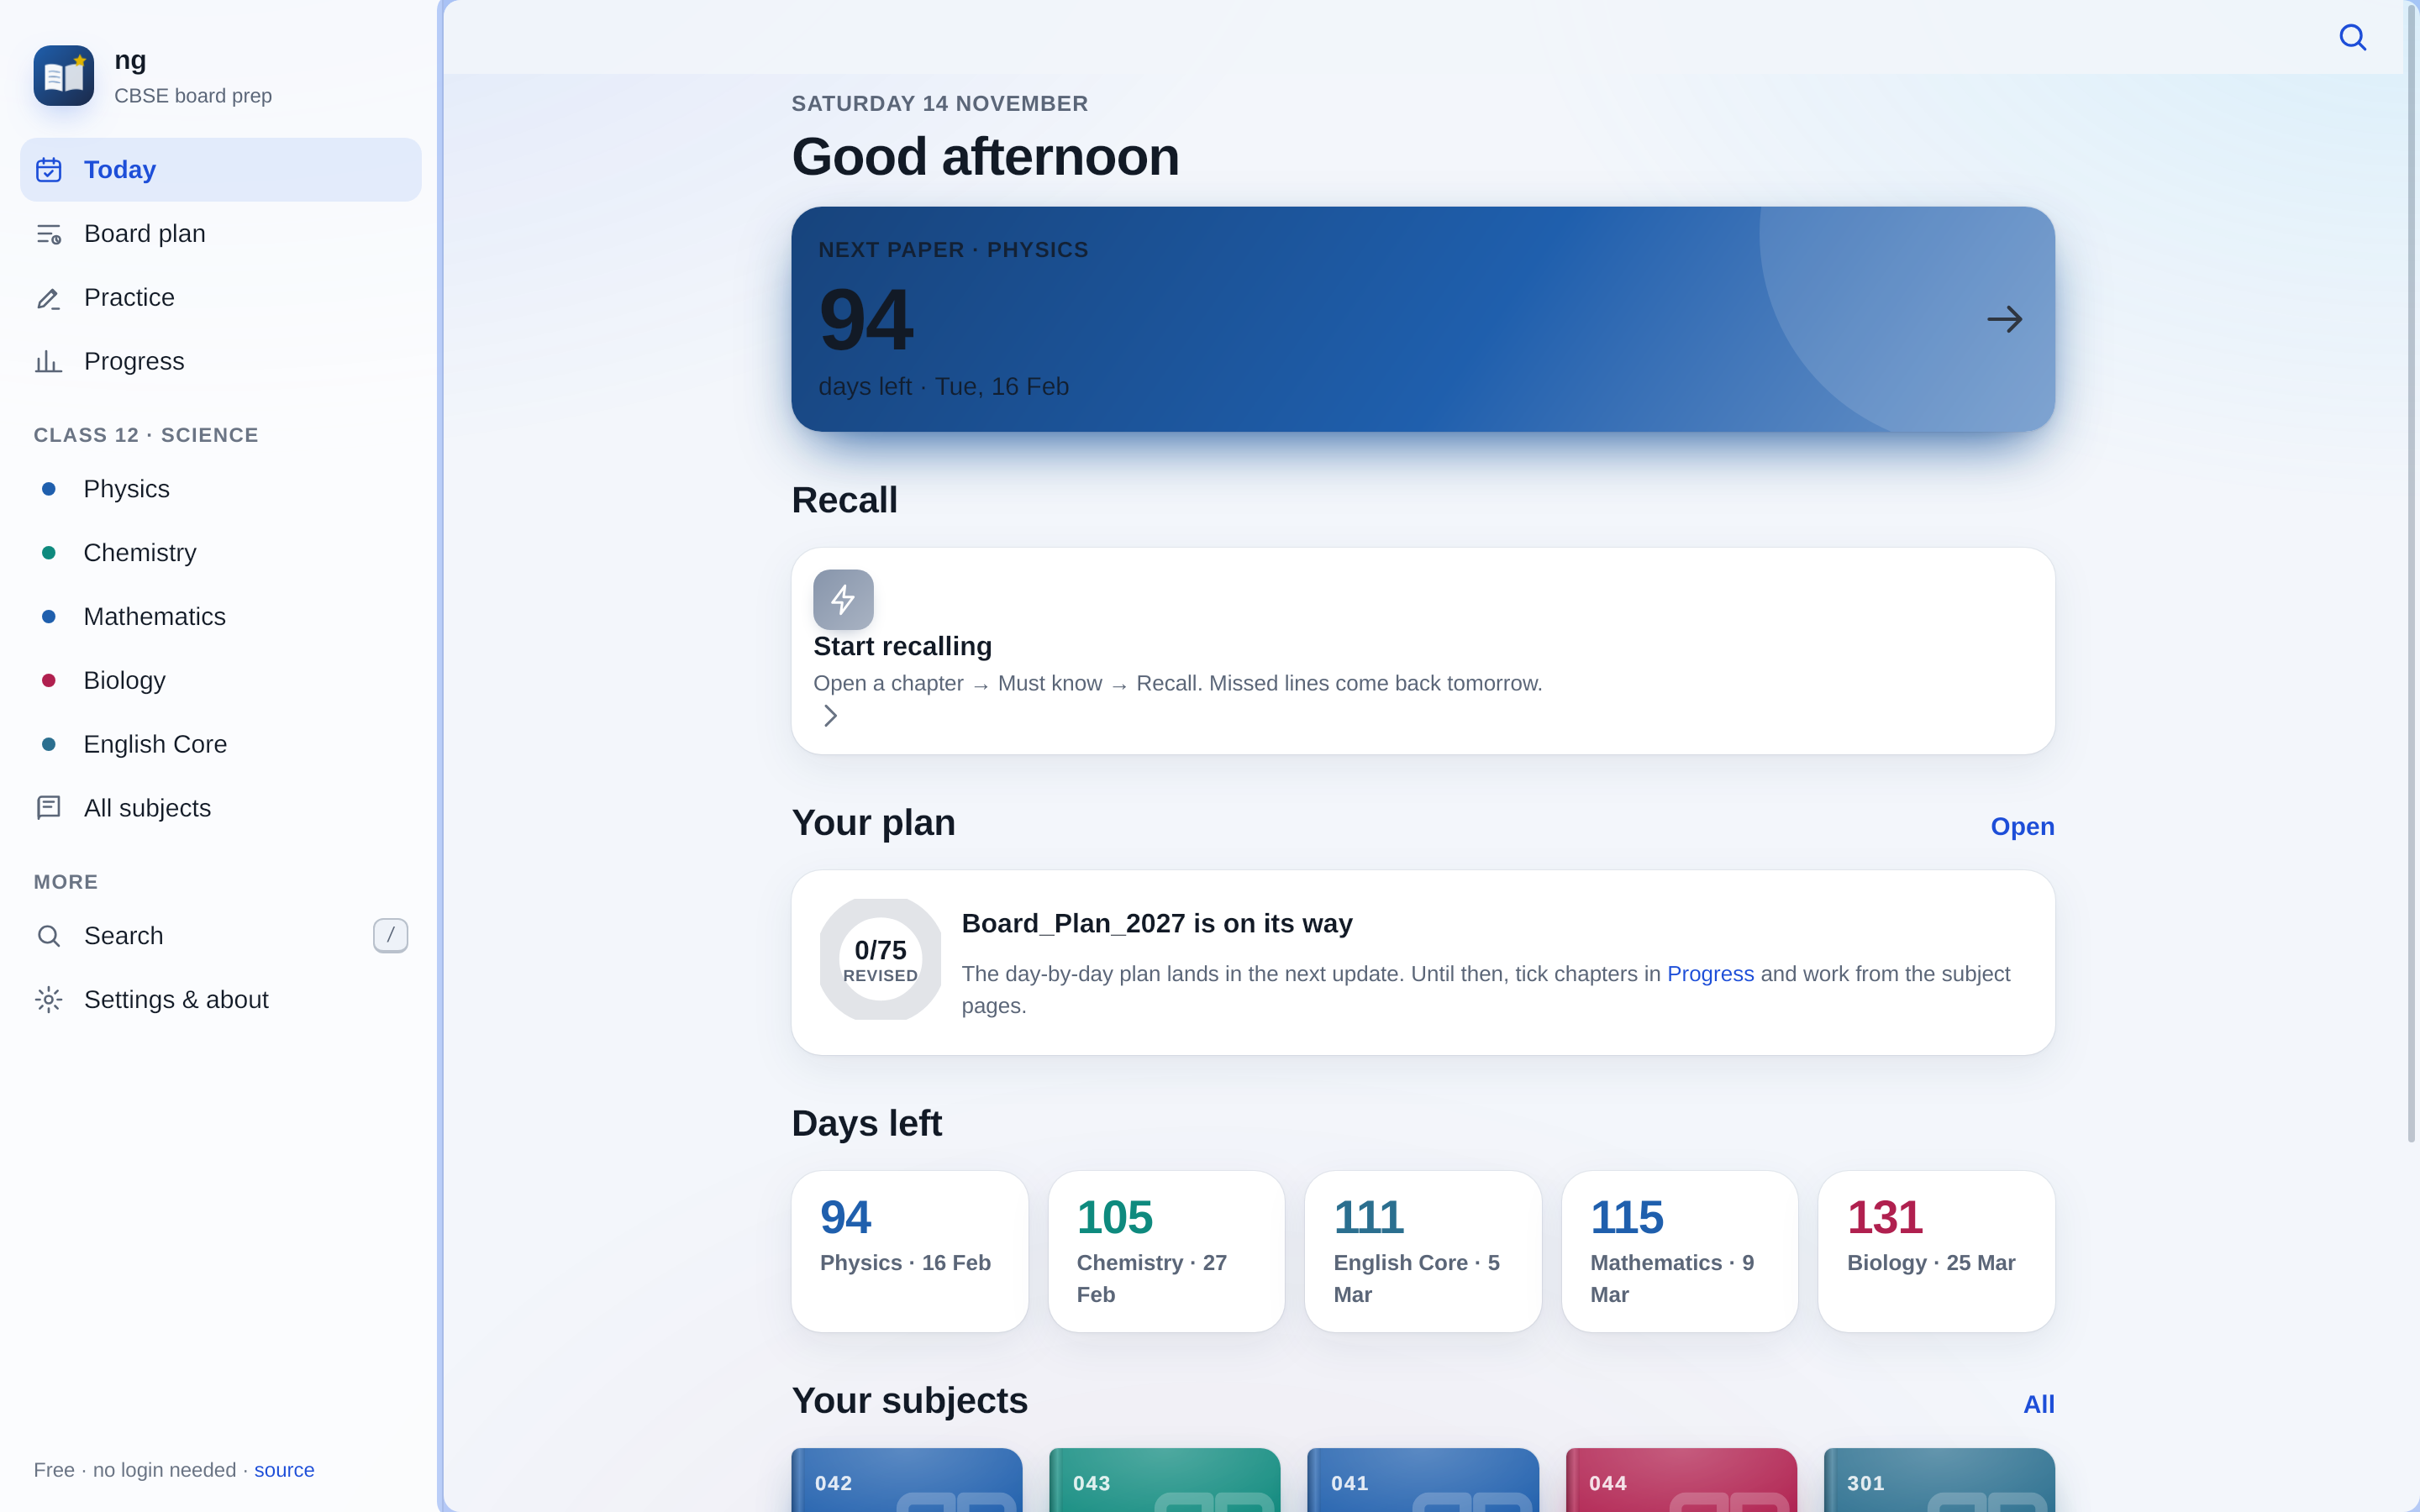 ng
CBSE board prep
Today
Board plan
Practice
Progress
CLASS 12 · SCIENCE
Physics
Chemistry
Mathematics
Biology
English Core
All subjects
MORE
Search /
Settings & about
Free · no login needed · source
SATURDAY 14 NOVEMBER
Good afternoon
NEXT PAPER · PHYSICS
94
days left · Tue, 16 Feb
Recall
Start recalling
Open a chapter → Must know → Recall. Missed lines come back tomorrow.
Your plan
Open
0/75
REVISED
Board_Plan_2027 is on its way
The day-by-day plan lands in the next update. Until then, tick chapters in Progress and work from the subject
pages.
Days left
94
Physics · 16 Feb
105
Chemistry · 27
Feb
111
English Core · 5
Mar
115
Mathematics · 9
Mar
131
Biology · 25 Mar
Your subjects
All
042
043
041
044
301